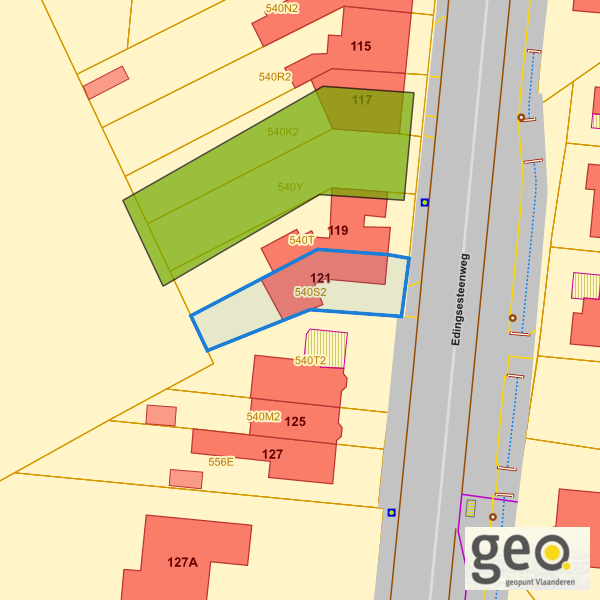 540N2
115
540R2
117
540K2
540Y
119
540T
121
540S2
Edingsesteenweg
540T2
540M2
125
127
556E
127A
geo.
geopunt Vlaanderen